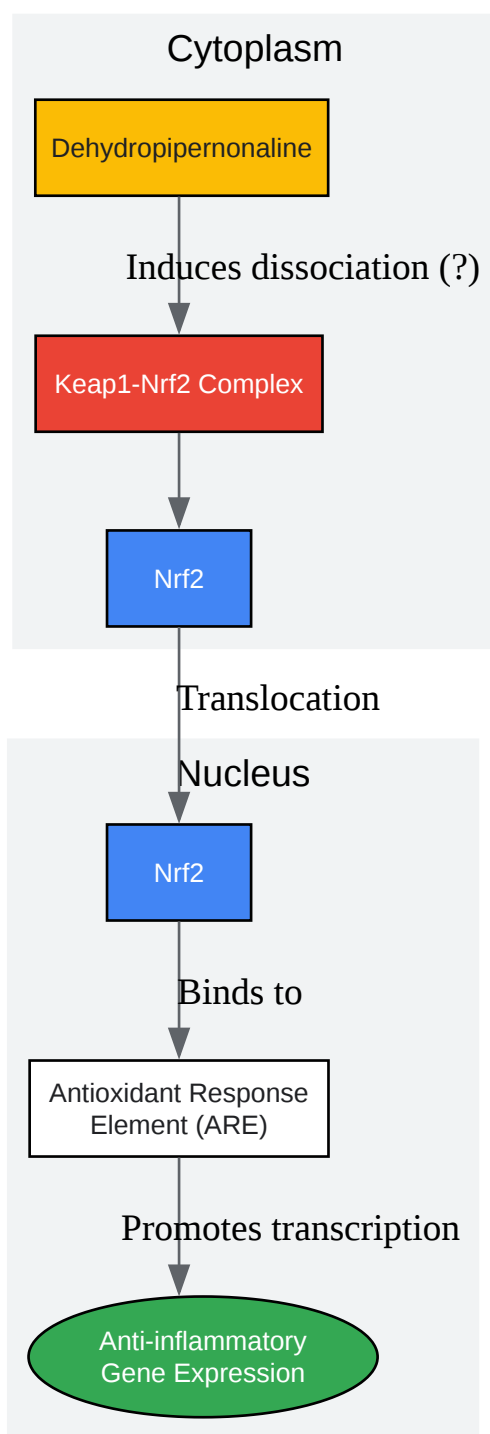 Cytoplasm
Dehydropipernonaline
Induces dissociation (?)
Keap1-Nrf2 Complex
Nrf2
Translocation
Nucleus
Nrf2
Binds to
Antioxidant Response
Element (ARE)
Promotes transcription
Anti-inflammatory
Gene Expression